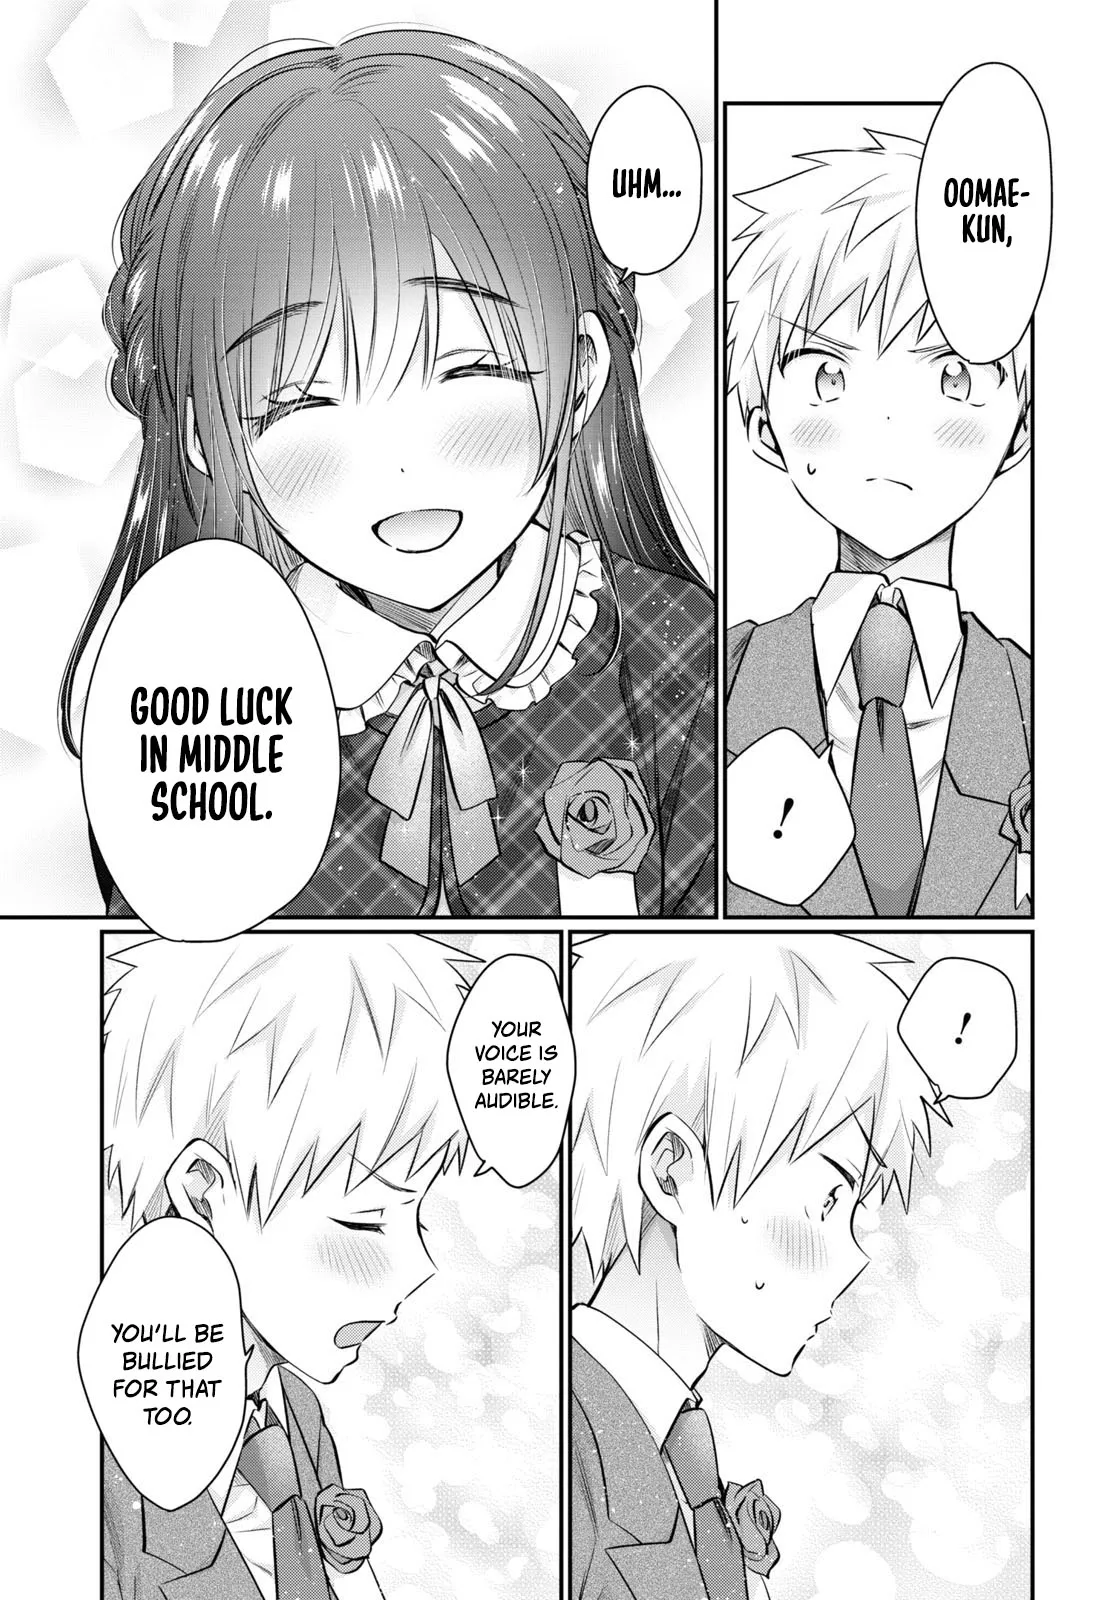 OOMAE-
KUN,
!
UHM...
GOOD LUCK
IN MIDDLE
SCHOOL.
!
YOUR
VOICE IS
BARELY
AUDIBLE.
YOU'LL BE
BULLIED
FOR THAT
TOO.